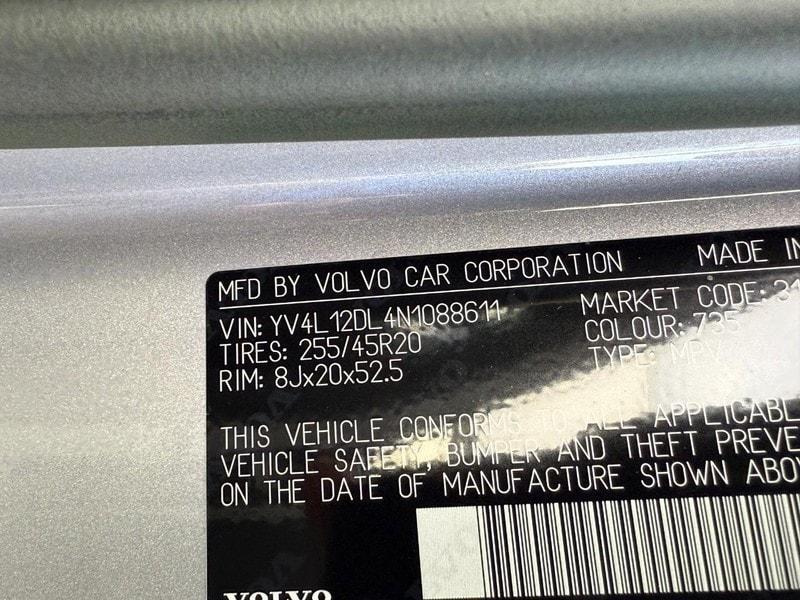 MFD BY VOLVO CAR CORPORATION MADE IN
VIN: YV4L12DL4N1088611 MARKET CODE: 31
TIRES: 255/45R20 COLOUR: 735
RIM: 8Jx20x52.5 TYPE: MPV
THIS VEHICLE CONFORMS TO ALL APPLICABL
VEHICLE SAFETY, BUMPER AND THEFT PREVE
ON THE DATE OF MANUFACTURE SHOWN ABO
VOLVO